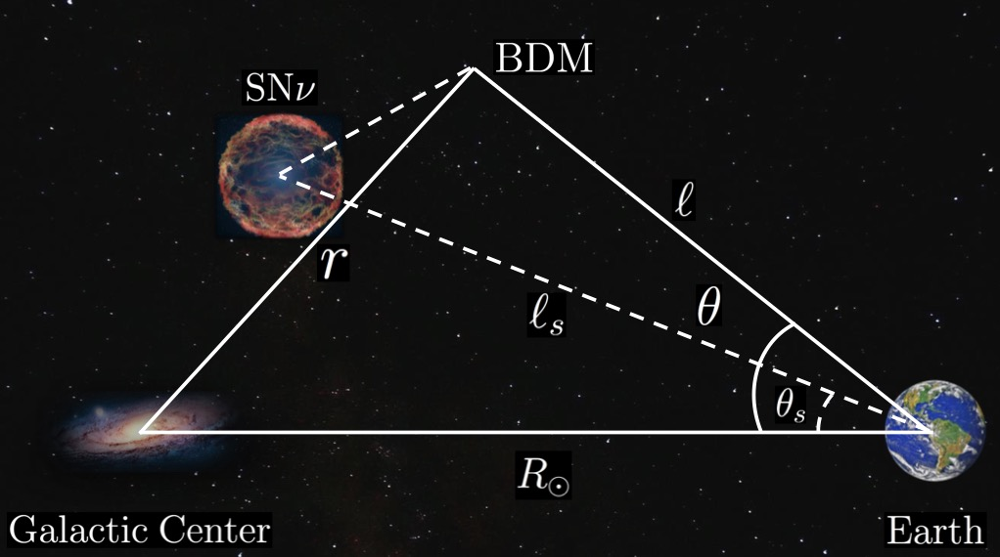 BDM
SNν
ℓ
r
θ
ℓₛ
θₛ
R⊙
Galactic Center
Earth